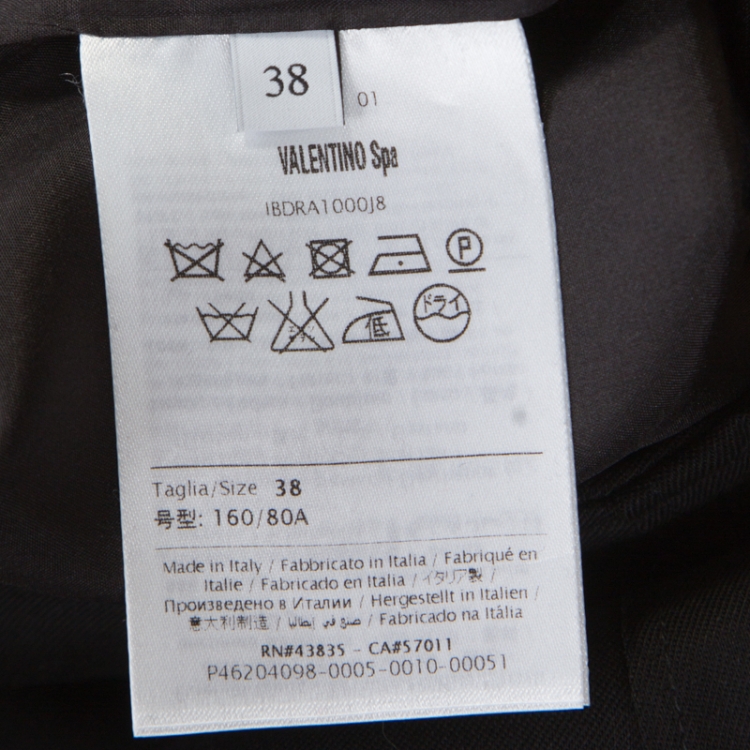 38
01
VALENTINO Spa
IBDRA1000J8
P
低 ドライ
Taglia/Size 38
号型: 160/80A
Made in Italy / Fabbricato in Italia / Fabriqué en
Italie / Fabricado en Italia / イタリア製 /
Произведено в Италии / Hergestellt in Italien /
意大利制造 / صنع في إيطاليا / Fabricado na Itália
RN#43835 - CA#57011
P46204098-0005-0010-00051